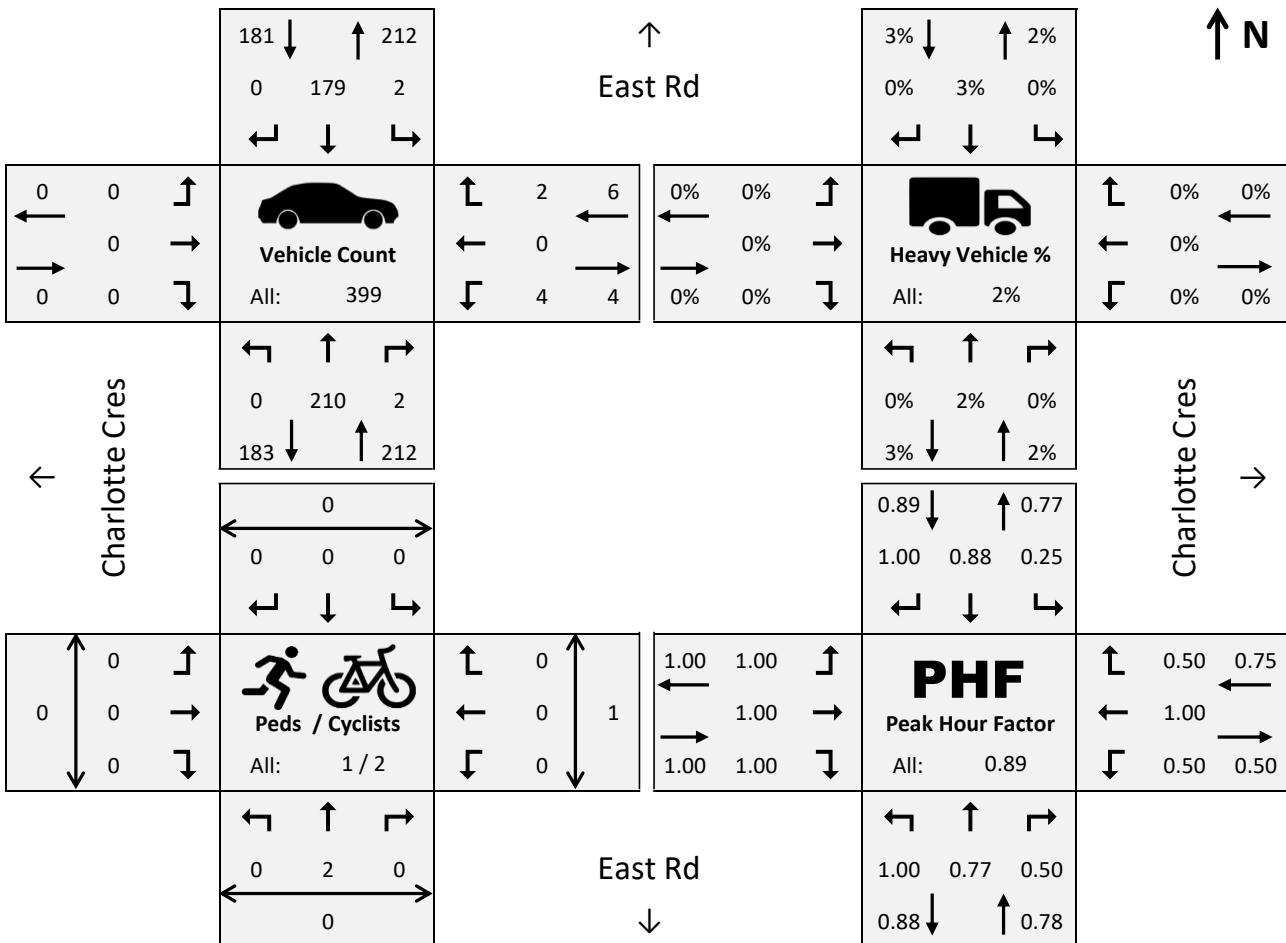 181 212 3% 2% N
East Rd
0 179 2 0% 3% 0%
0 0 2 6 0% 0% 0% 0%
0 0 0% 0%
Vehicle Count Heavy Vehicle %
0 0 All: 399 4 4 0% 0% All: 2% 0% 0%
0 210 2 0% 2% 0%
183 212 3% 2%
Charlotte Cres
Charlotte Cres
0 0.89 0.77
0 0 0 1.00 0.88 0.25
0 0 1.00 1.00 PHF 0.50 0.75
0 0 0 1 1.00 1.00
Peds / Cyclists Peak Hour Factor
0 All: 1 / 2 0 1.00 1.00 All: 0.89 0.50 0.50
0 2 0 East Rd 1.00 0.77 0.50
0 0.88 0.78